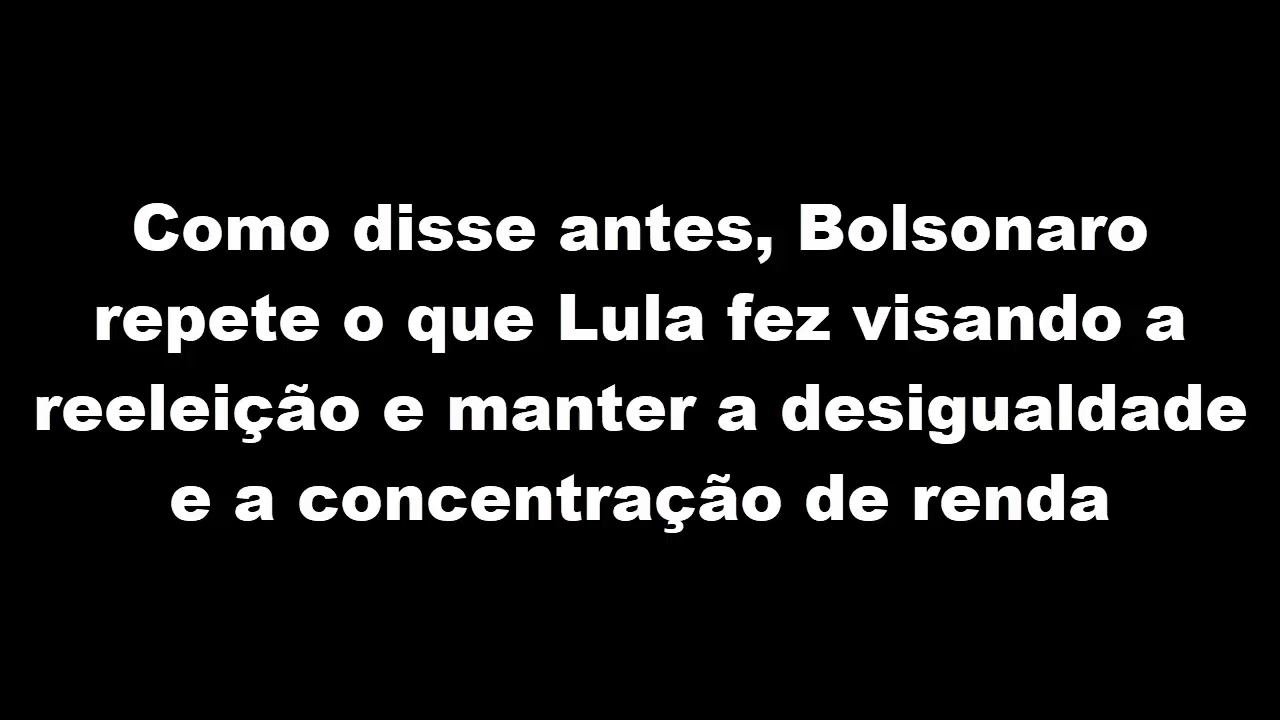 Como disse antes, Bolsonaro
repete o que Lula fez visando a
reeleição e manter a desigualdade
e a concentração de renda